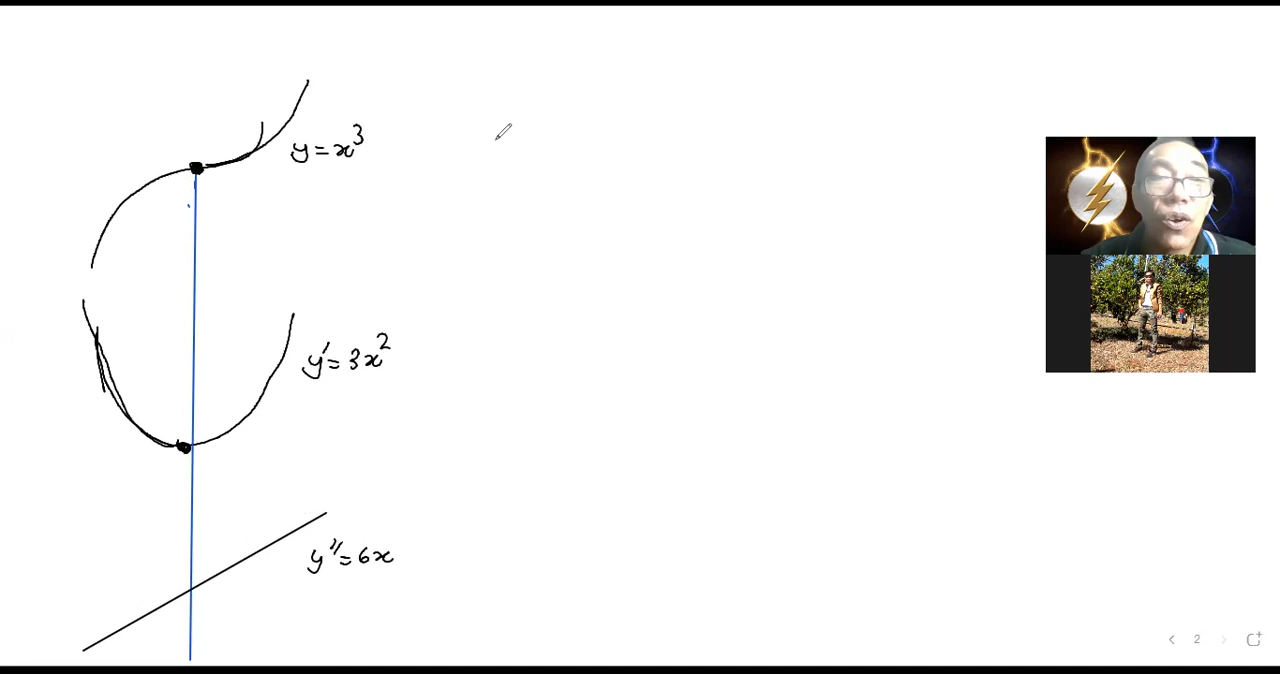 y = x³
y' = 3x²
y'' = 6x
2